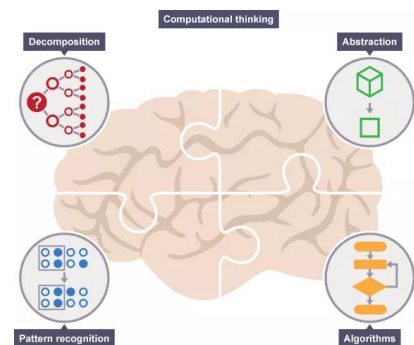 Computational thinking
Decomposition
Abstraction
?
Pattern recognition
Algorithms